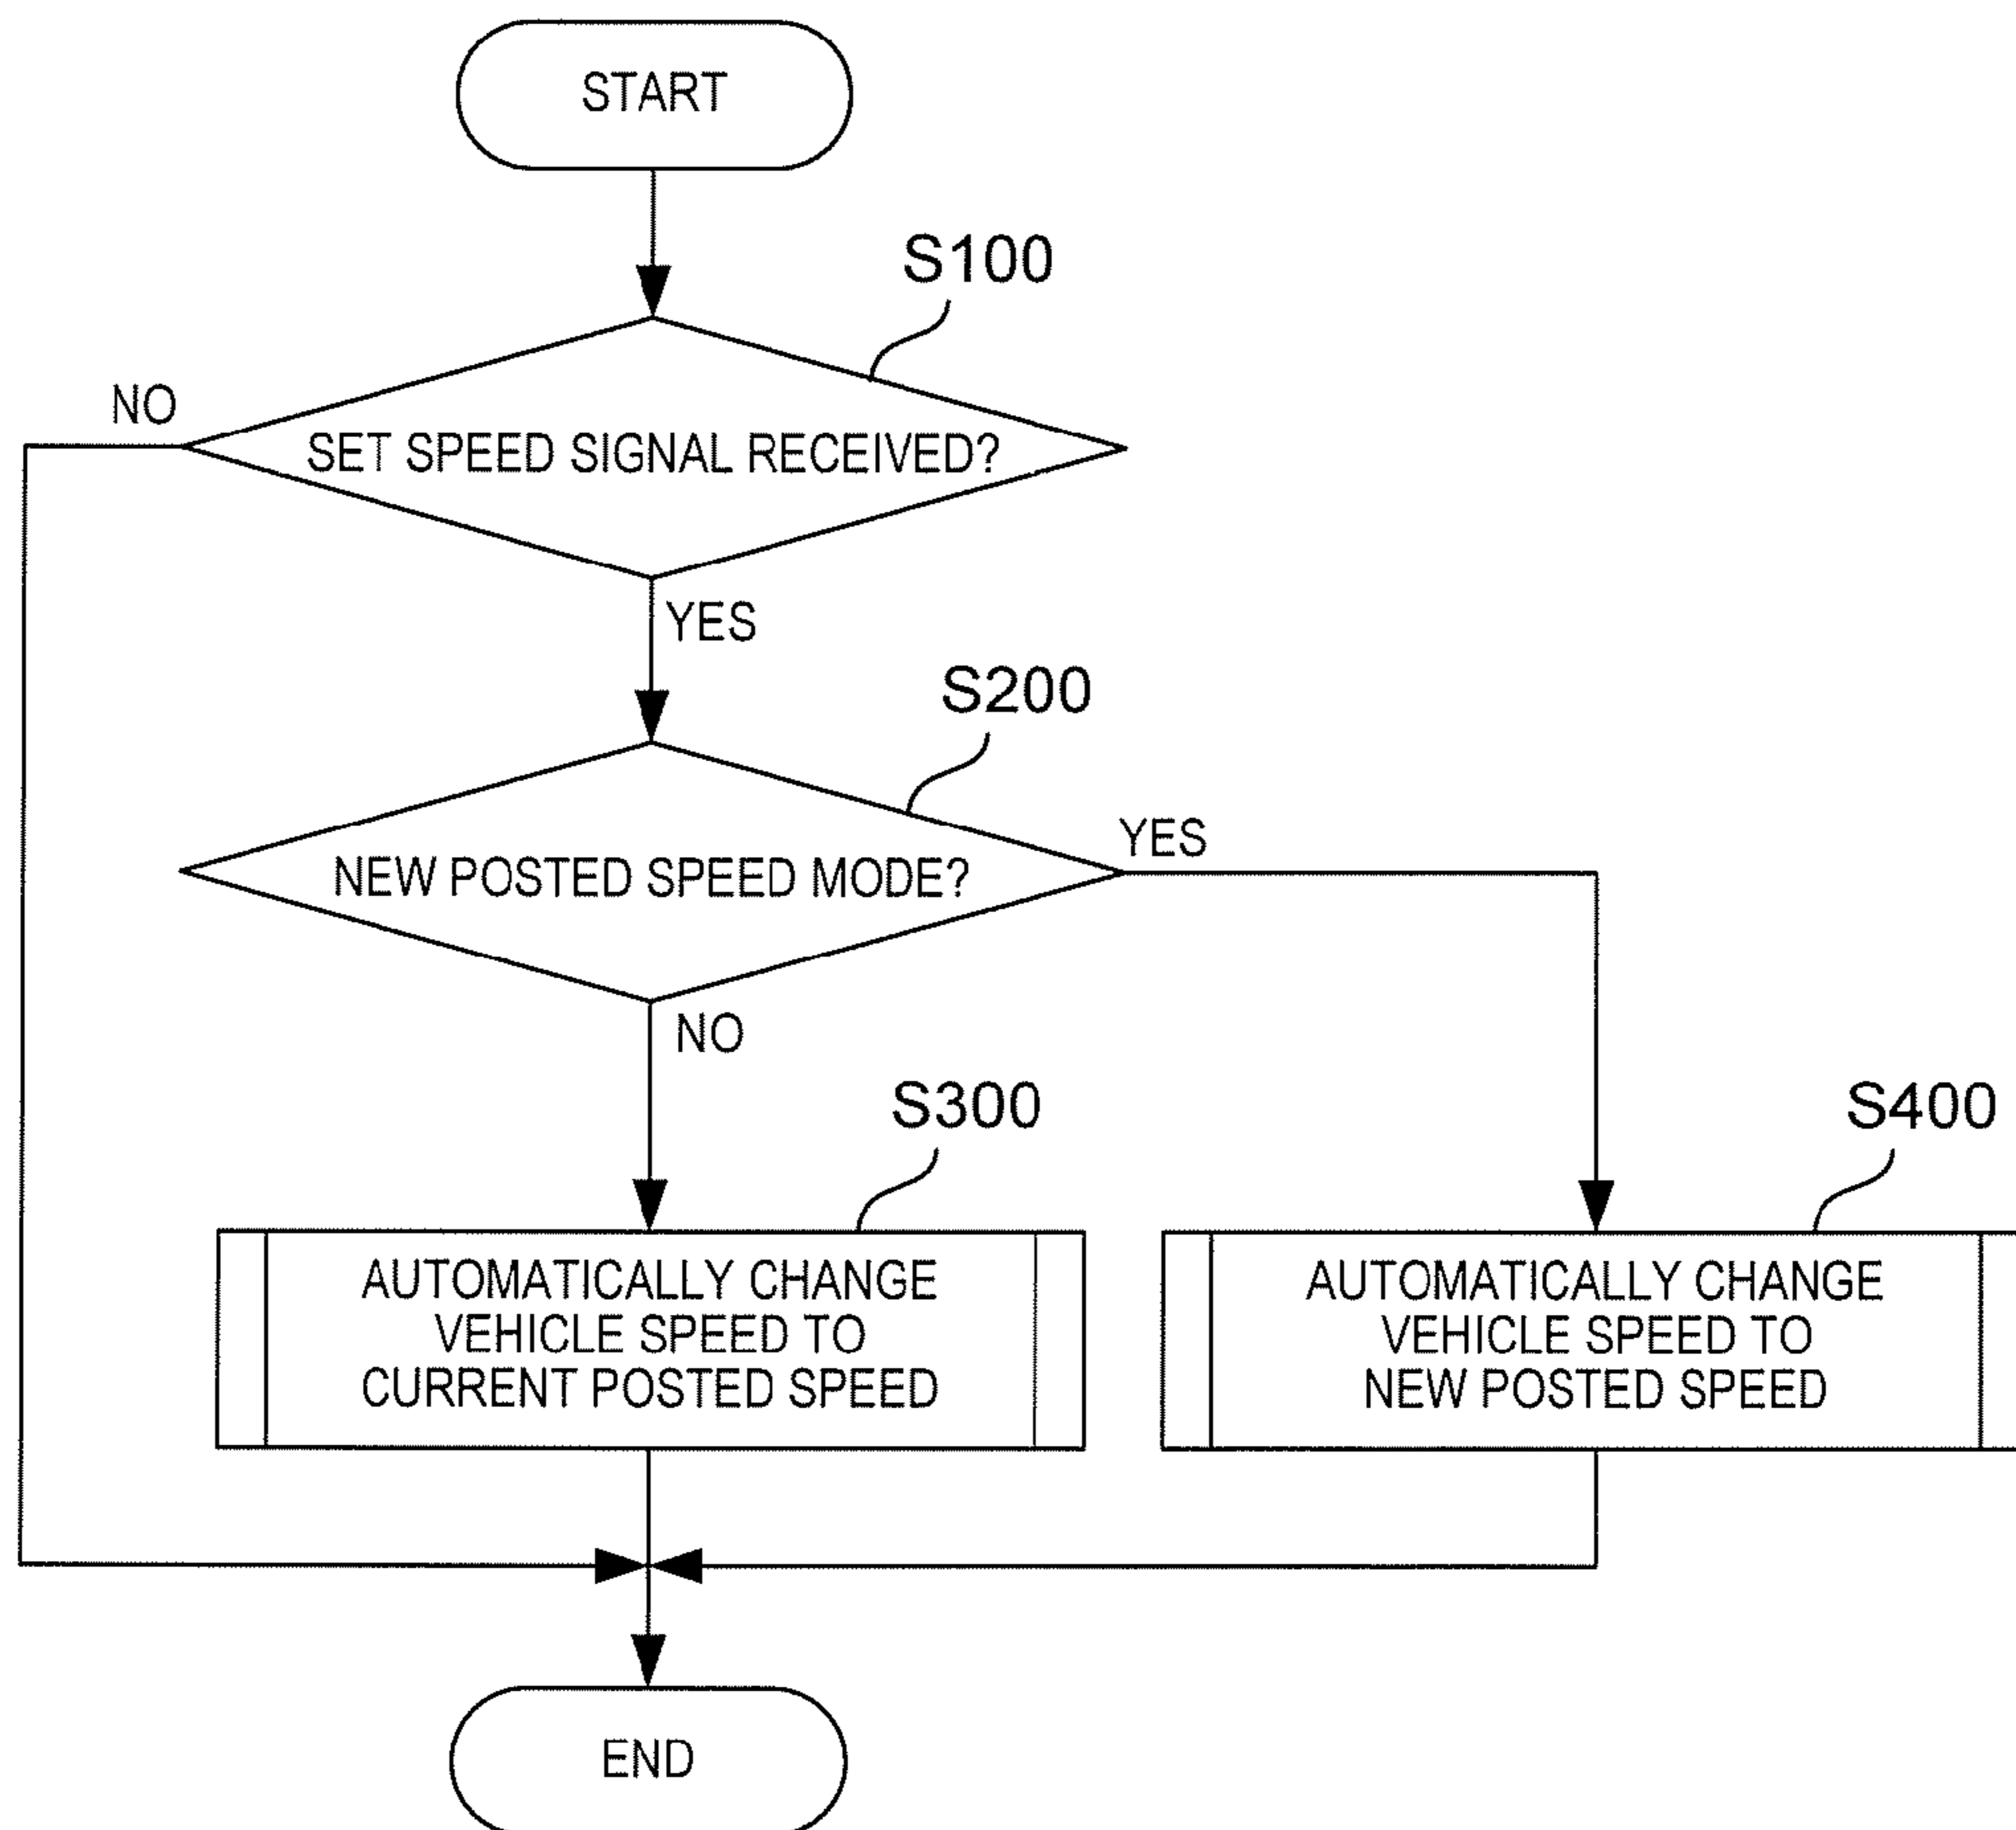 START
S100
NO
SET SPEED SIGNAL RECEIVED?
YES
S200
YES
NEW POSTED SPEED MODE?
NO
S300
S400
AUTOMATICALLY CHANGE
VEHICLE SPEED TO
CURRENT POSTED SPEED
AUTOMATICALLY CHANGE
VEHICLE SPEED TO
NEW POSTED SPEED
END